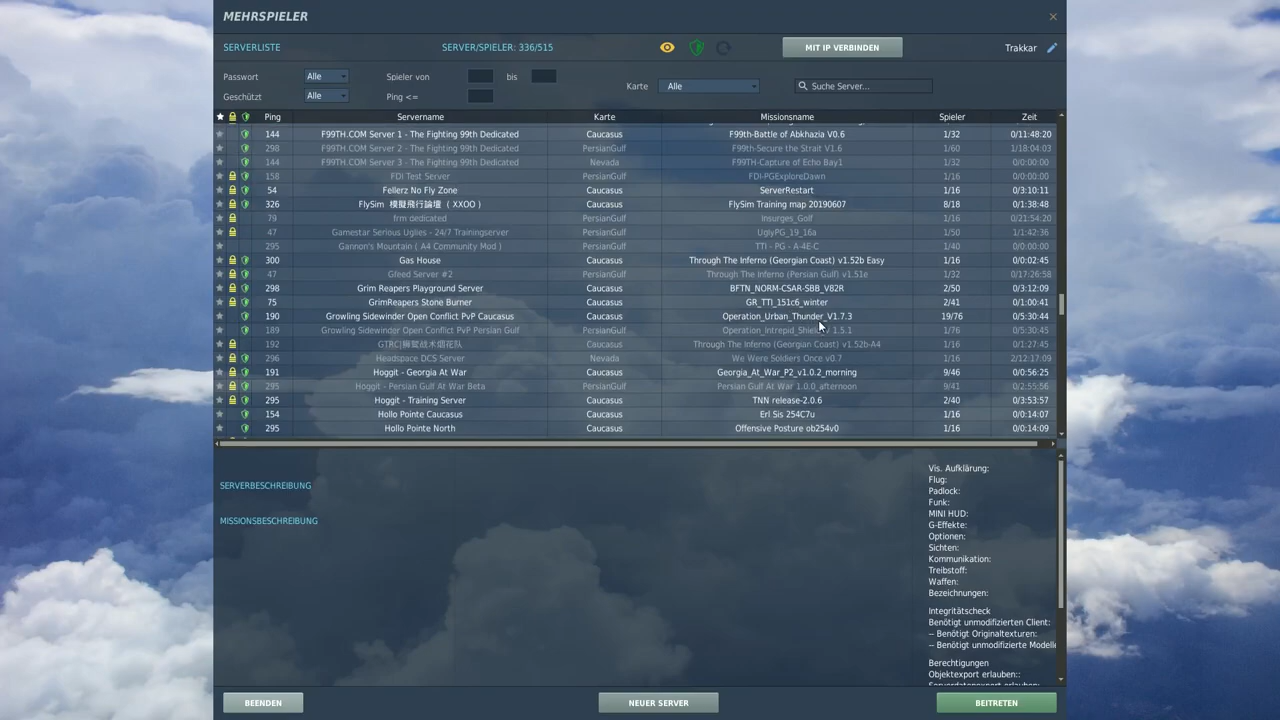 MEHRSPIELER
SERVERLISTE SERVER/SPIELER: 336/515 MIT IP VERBINDEN Trakkar
Passwort Alle Spieler von bis Karte Alle Suche Server...
Geschützt Alle Ping <=
Ping Servername Karte Missionsname Spieler Zeit
144 F99TH.COM Server 1 - The Fighting 99th Dedicated Caucasus F99th-Battle of Abkhazia V0.6 1/32 0/11:48:20
298 F99TH.COM Server 2 - The Fighting 99th Dedicated PersianGulf F99th-Secure the Strait V1.6 1/60 1/18:04:03
144 F99TH.COM Server 3 - The Fighting 99th Dedicated Nevada F99TH-Capture of Echo Bay1 1/32 0/0:00:00
158 FDI Test Server PersianGulf FDI-PGExploreDawn 1/16 0/0:00:00
54 Fellerz No Fly Zone Caucasus ServerRestart 1/16 0/3:10:11
326 FlySim 模擬飛行論壇 ( XXOO ) Caucasus FlySim Training map 20190607 8/18 0/1:38:48
79 frm dedicated PersianGulf Insurges_Golf 1/16 0/21:54:20
47 Gamestar Serious Uglies - 24/7 Trainingserver PersianGulf UglyPG_19_16a 1/50 1/1:42:36
295 Gannon's Mountain ( A4 Community Mod ) PersianGulf TTI - PG - A-4E-C 1/40 0/0:00:00
300 Gas House Caucasus Through The Inferno (Georgian Coast) v1.52b Easy 1/16 0/0:02:45
47 Gfeed Server #2 PersianGulf Through The Inferno (Persian Gulf) v1.51e 1/32 0/17:26:58
298 Grim Reapers Playground Server Caucasus BFTN_NORM-CSAR-SBB_V82R 2/50 0/3:12:09
75 GrimReapers Stone Burner Caucasus GR_TTI_151c6_winter 2/41 0/1:00:41
190 Growling Sidewinder Open Conflict PvP Caucasus Caucasus Operation_Urban_Thunder_V1.7.3 19/76 0/5:30:44
189 Growling Sidewinder Open Conflict PvP Persian Gulf PersianGulf 1.5.1 1/76 0/5:30:45
192 PersianGulf Through The Inferno (Georgian Coast) v1.52b-A4 1/16 0/1:27:45
296 Headspace DCS Server Nevada We Were Soldiers Once v0.7 1/16 2/12:17:09
191 Hoggit - Georgia At War Caucasus Georgia_At_War_P2_v1.0.2_morning 9/46 0/0:56:25
295 Hoggit - Persian Gulf At War Beta PersianGulf Persian Gulf At War 1.0.0_afternoon 9/41 0/2:55:56
295 Hoggit - Training Server Caucasus TNN release-2.0.6 2/40 0/3:53:57
154 Hollo Pointe Caucasus Caucasus Erl Sis 254C7u 1/16 0/0:14:07
295 Hollo Pointe North Caucasus Offensive Posture ob254v0 1/16 0/0:14:09
SERVERBESCHREIBUNG
MISSIONSBESCHREIBUNG
Vis. Aufklärung:
Flug:
Padlock:
Funk:
MINI HUD:
G-Effekte:
Optionen:
Sichten:
Kommunikation:
Treibstoff:
Waffen:
Bezeichnungen:
Integritätscheck
Benötigt unmodifizierten Client:
-- Benötigt Originaltexturen:
-- Benötigt unmodifizierte Modelle
Berechtigungen
Objektexport erlauben::
BEENDEN NEUER SERVER BEITRETEN